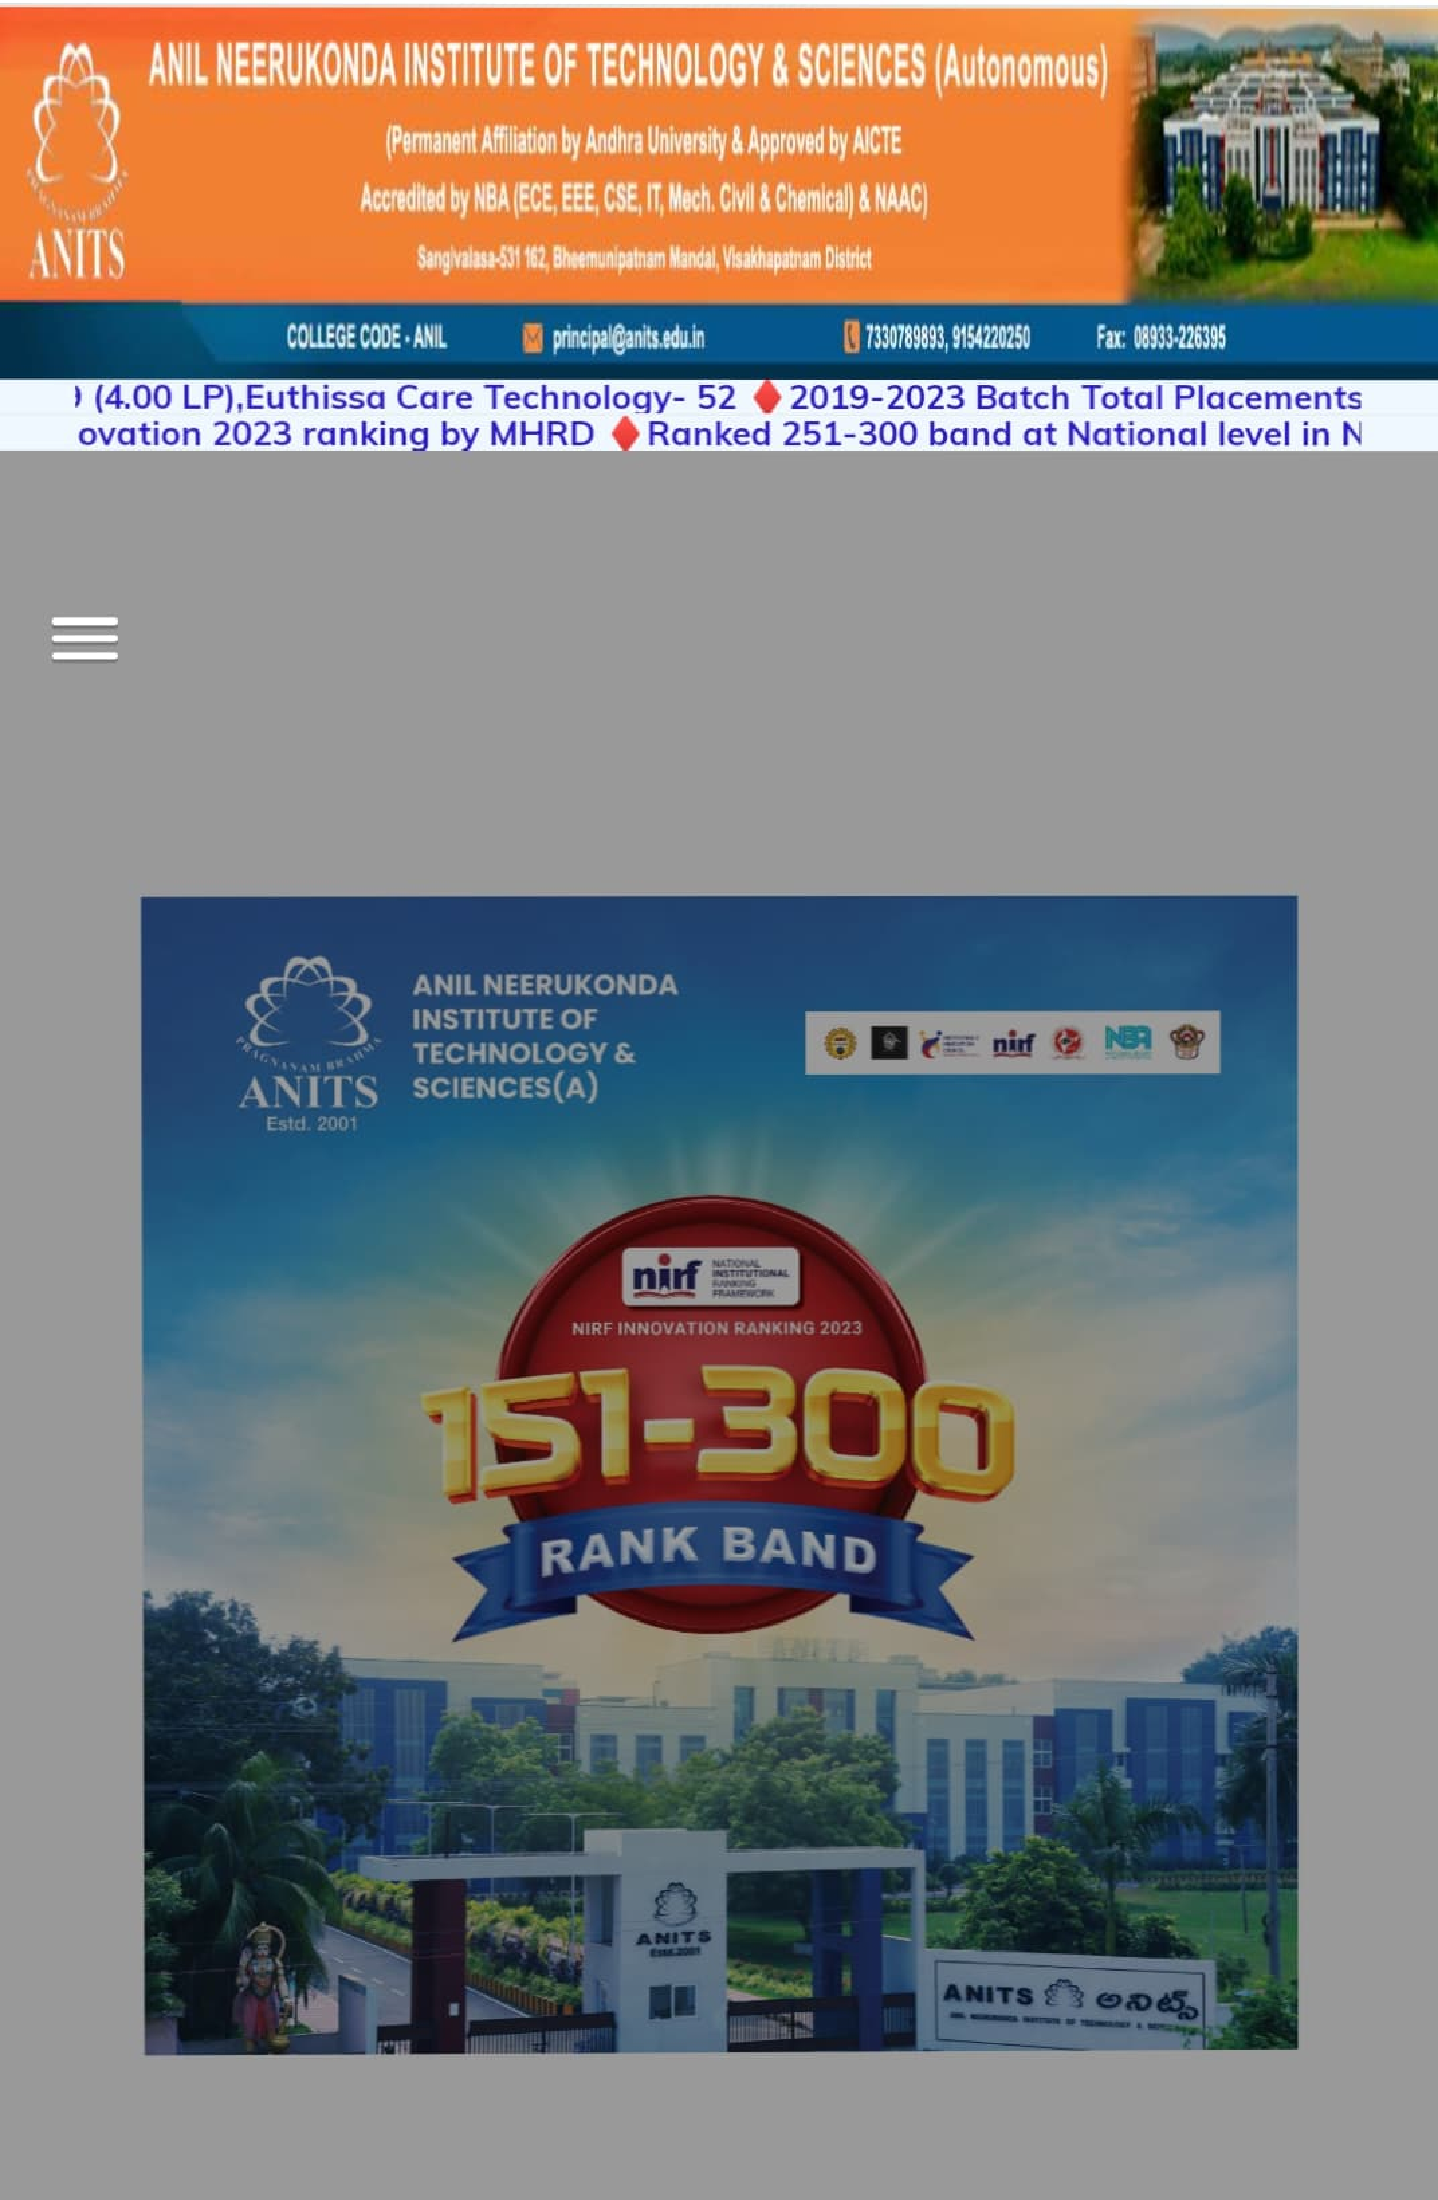 ANIL NEERUKONDA INSTITUTE OF TECHNOLOGY & SCIENCES (Autonomous)
(Permanent Affiliation by Andhra University & Approved by AICTE
Accredited by NBA (ECE, EEE, CSE, IT, Mech. Civil & Chemical) & NAAC)
Sangivalasa-531 162, Bheemunipatnam Mandal, Visakhapatnam District
PRAGNANAM BRAHMA
ANITS
COLLEGE CODE - ANIL principal@anits.edu.in 7330789893, 9154220250 Fax: 08933-226395
(4.00 LP),Euthissa Care Technology- 52 ♦2019-2023 Batch Total Placements
ovation 2023 ranking by MHRD ♦Ranked 251-300 band at National level in N
PRAGNANAM BRAHMA
ANITS
Estd. 2001
ANIL NEERUKONDA
INSTITUTE OF
TECHNOLOGY &
SCIENCES(A)
nirf
NBA
nirf
NATIONAL
INSTITUTIONAL
RANKING
FRAMEWORK
NIRF INNOVATION RANKING 2023
151-300
RANK BAND
ANITS
ANITS
Estd.2001
ANITS అనిట్స్